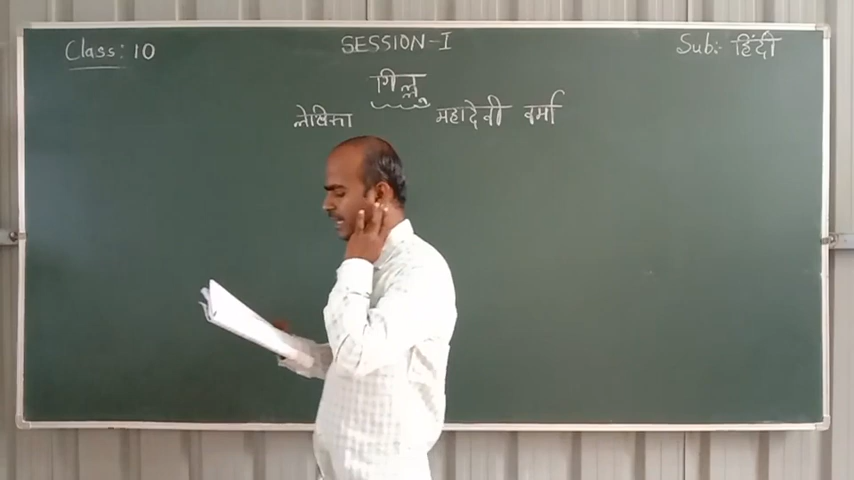 Class: 10 SESSION-I Sub:- हिंदी
गिल्लू
लेखिका महादेवी वर्मा